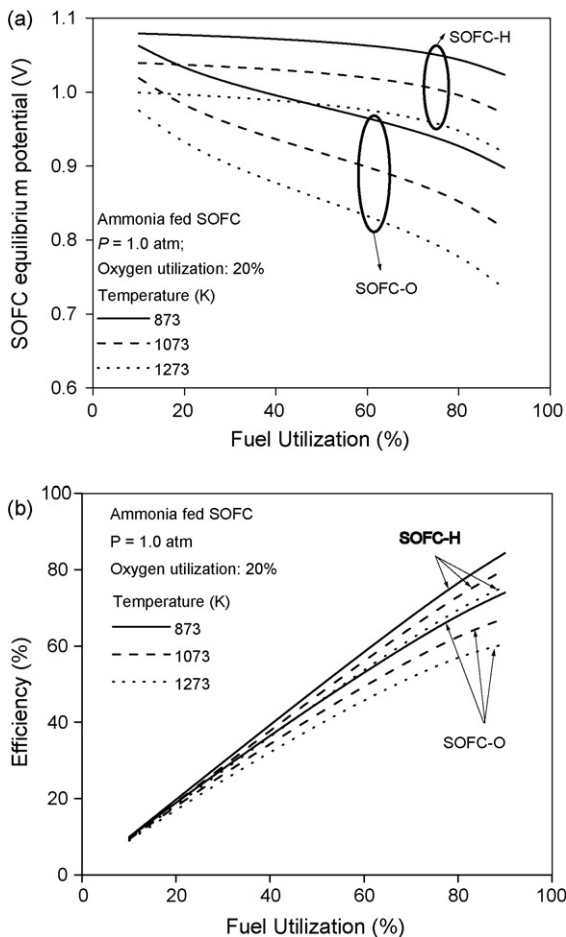 (a)
SOFC equilibrium potential (V)
1.1
1.0
0.9
0.8
0.7
0.6
SOFC-H
Ammonia fed SOFC
P = 1.0 atm;
Oxygen utilization: 20%
Temperature (K)
873
1073
1273
SOFC-O
0
20
40
60
80
100
Fuel Utilization (%)
(b)
Efficiency (%)
100
80
60
40
20
0
Ammonia fed SOFC
P = 1.0 atm
Oxygen utilization: 20%
Temperature (K)
873
1073
1273
SOFC-H
SOFC-O
0
20
40
60
80
100
Fuel Utilization (%)